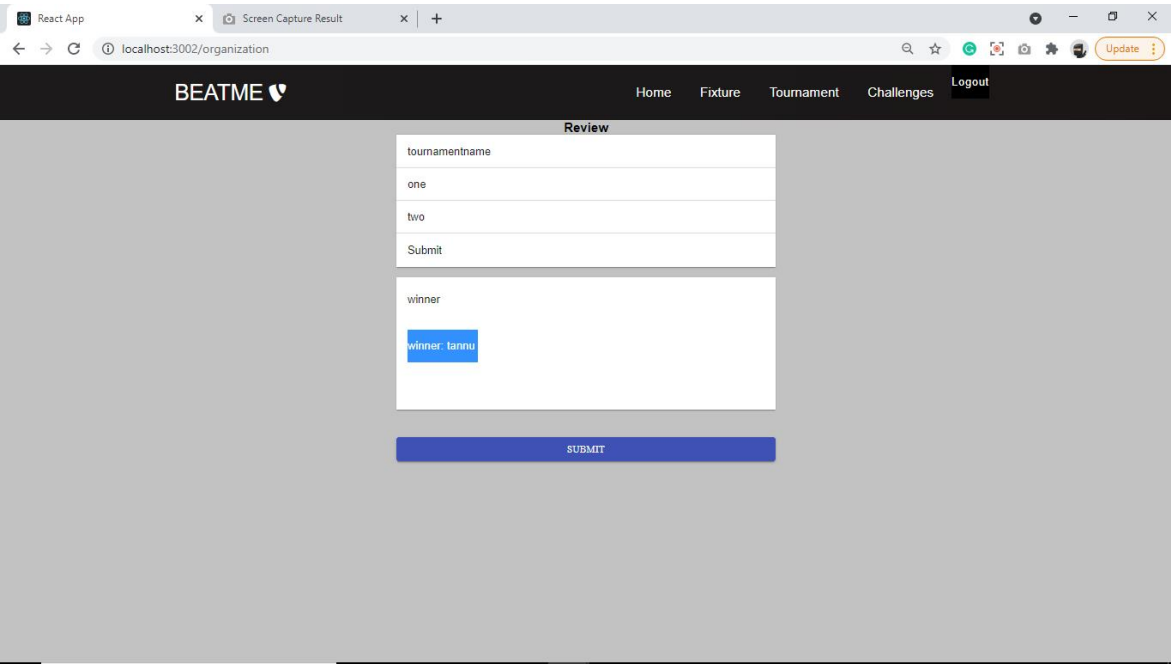 React App
Screen Capture Result
localhost:3002/organization
Update
BEATME
Home Fixture Tournament Challenges Logout
Review
tournamentname
one
two
Submit
winner
winner: tannu
SUBMIT